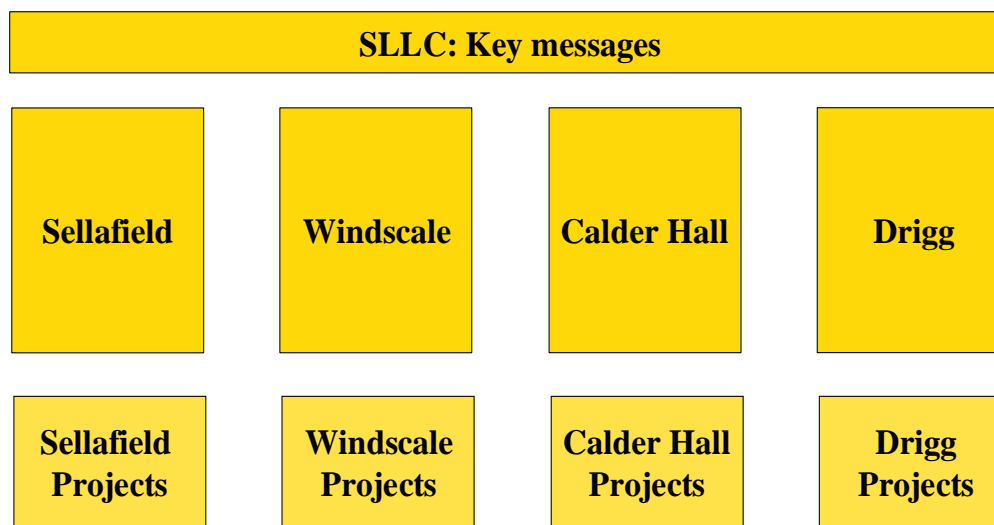 SLLC: Key messages
Sellafield
Windscale
Calder Hall
Drigg
Sellafield
Projects
Windscale
Projects
Calder Hall
Projects
Drigg
Projects